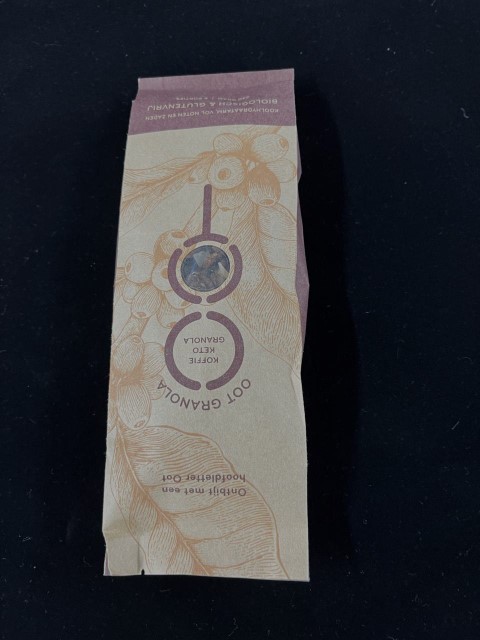 Ontbijt met een
hoofdletter Oot
OOT GRANOLA
KOFFIE
KETO
GRANOLA
BIOLOGISCH & GLUTENVRIJ
KOOLHYDRAATARM, VOL NOTEN EN ZADEN